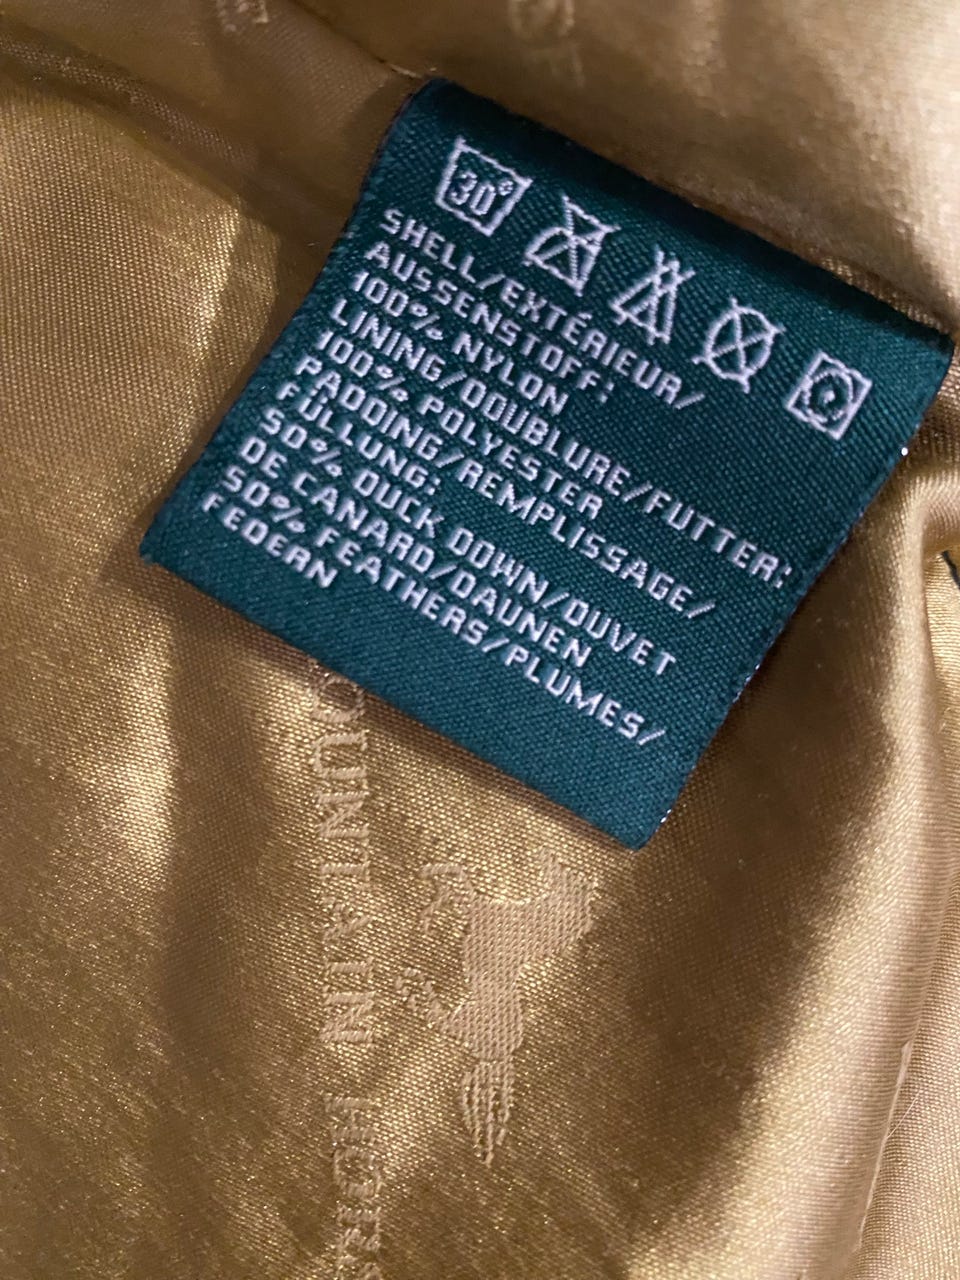 30°
SHELL/EXTÉRIEUR/
AUSSENSTOFF:
100% NYLON
LINING/DOUBLURE/FUTTER:
100% POLYESTER
PADDING/REMPLISSAGE/
FÜLLUNG:
50% DUCK DOWN/DUVET
DE CANARD/DAUNEN
50% FEATHERS/PLUMES/
FEDERN